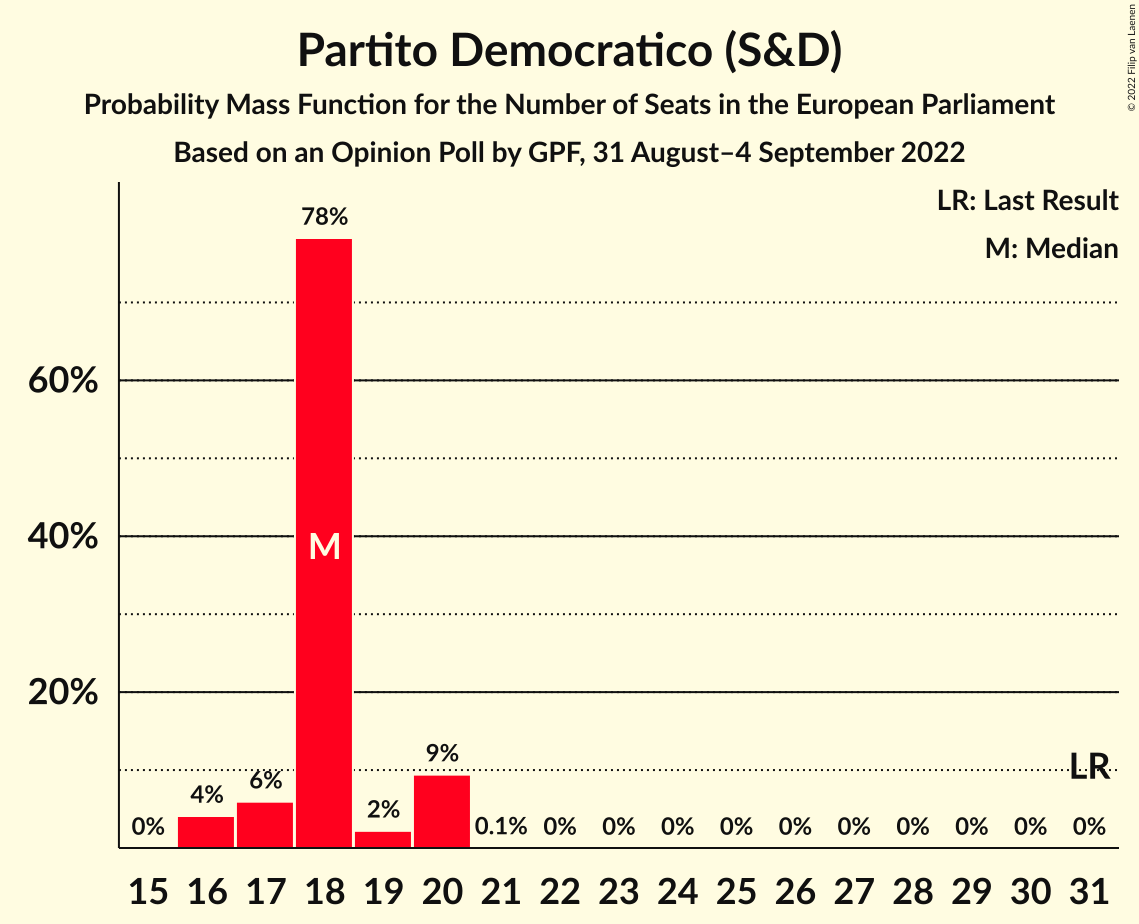 Partito Democratico (S&D)
Probability Mass Function for the Number of Seats in the European Parliament
Based on an Opinion Poll by GPF, 31 August–4 September 2022
© 2022 Filip van Laenen
LR: Last Result
M: Median
60%
40%
20%
0%
4%
6%
78%
M
2%
9%
0.1%
0%
0%
0%
0%
0%
0%
0%
0%
0%
0%
LR
15 16 17 18 19 20 21 22 23 24 25 26 27 28 29 30 31